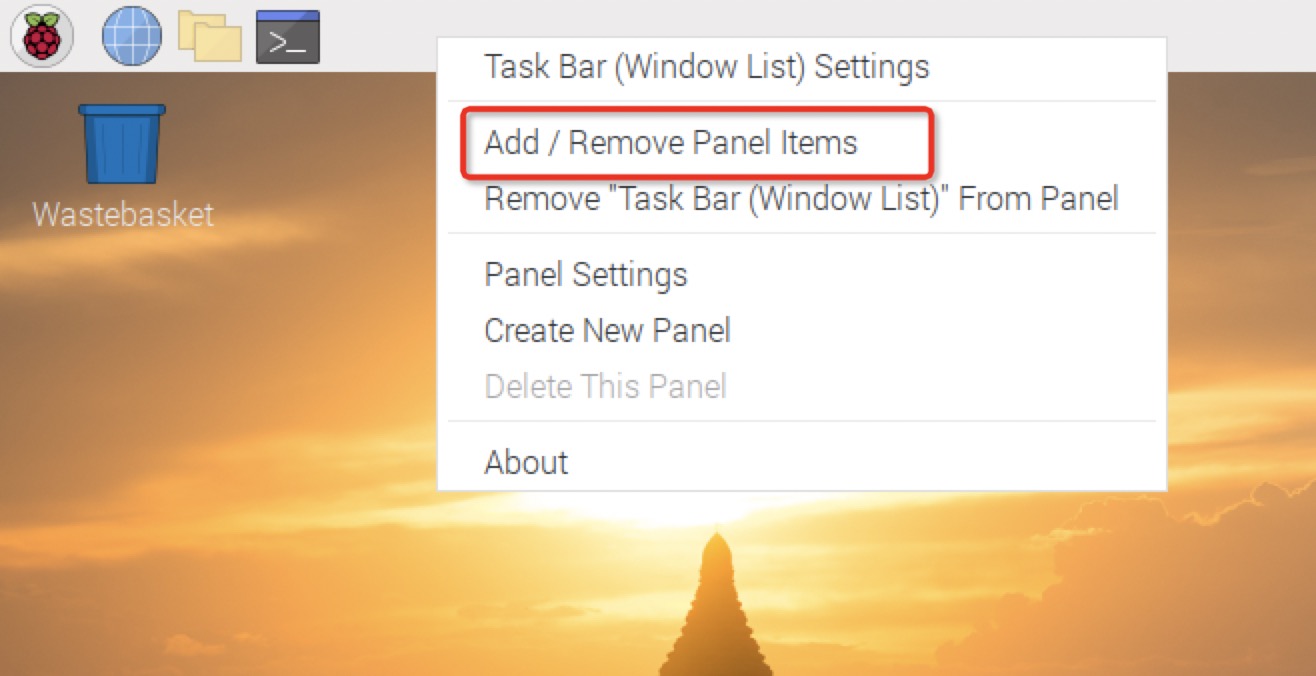 Task Bar (Window List) Settings
Add / Remove Panel Items
Remove "Task Bar (Window List)" From Panel
Panel Settings
Create New Panel
Delete This Panel
About
Wastebasket